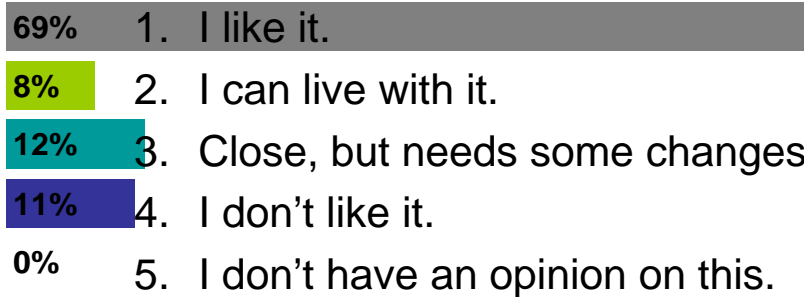 69% 1. I like it.
8% 2. I can live with it.
12% 3. Close, but needs some changes
11% 4. I don’t like it.
0% 5. I don’t have an opinion on this.